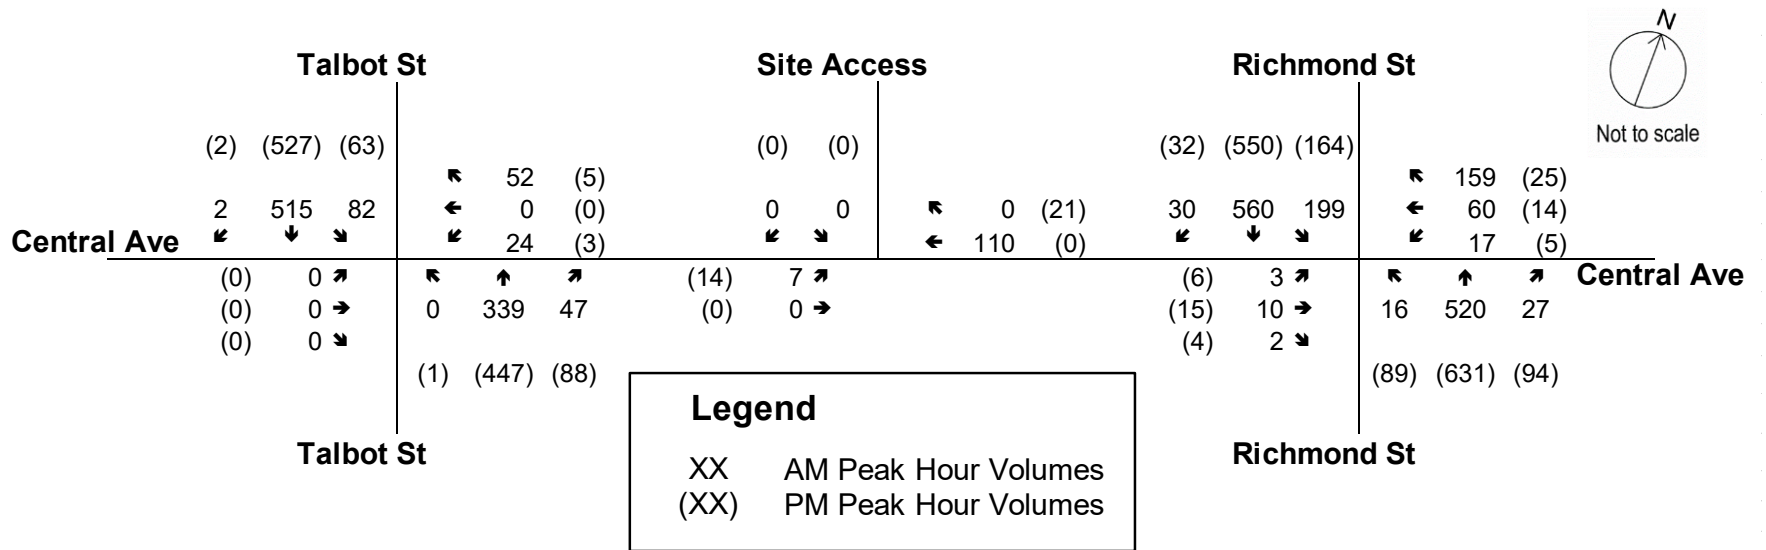 N
Not to scale
Talbot St Site Access Richmond St
(2) (527) (63) (0) (0) (32) (550) (164)
52 (5) 159 (25)
2 515 82 0 (0) 0 0 0 (21) 30 560 199 60 (14)
Central Ave 24 (3) 110 (0) 17 (5)
(0) 0 (14) 7 (6) 3 Central Ave
(0) 0 0 339 47 (0) 0 (15) 10 16 520 27
(0) 0 (4) 2
(1) (447) (88) (89) (631) (94)
Talbot St Richmond St
Legend
XX AM Peak Hour Volumes
(XX) PM Peak Hour Volumes